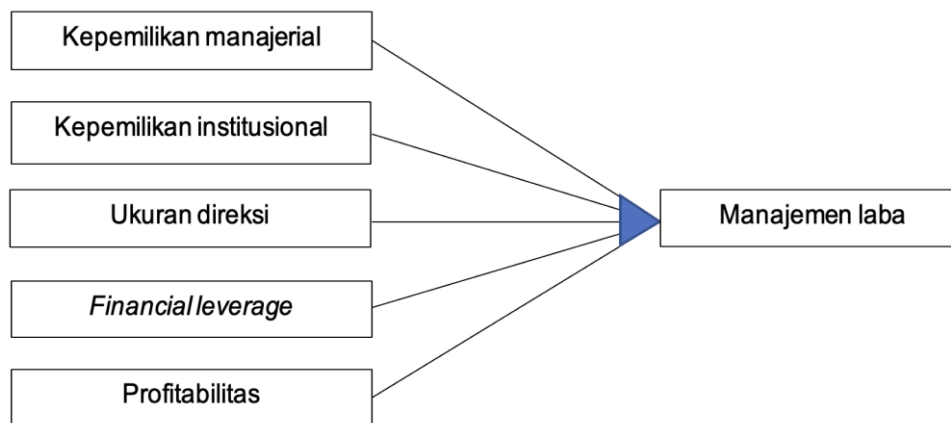 Kepemilikan manajerial
Kepemilikan institusional
Ukuran direksi
Financial leverage
Profitabilitas
Manajemen laba